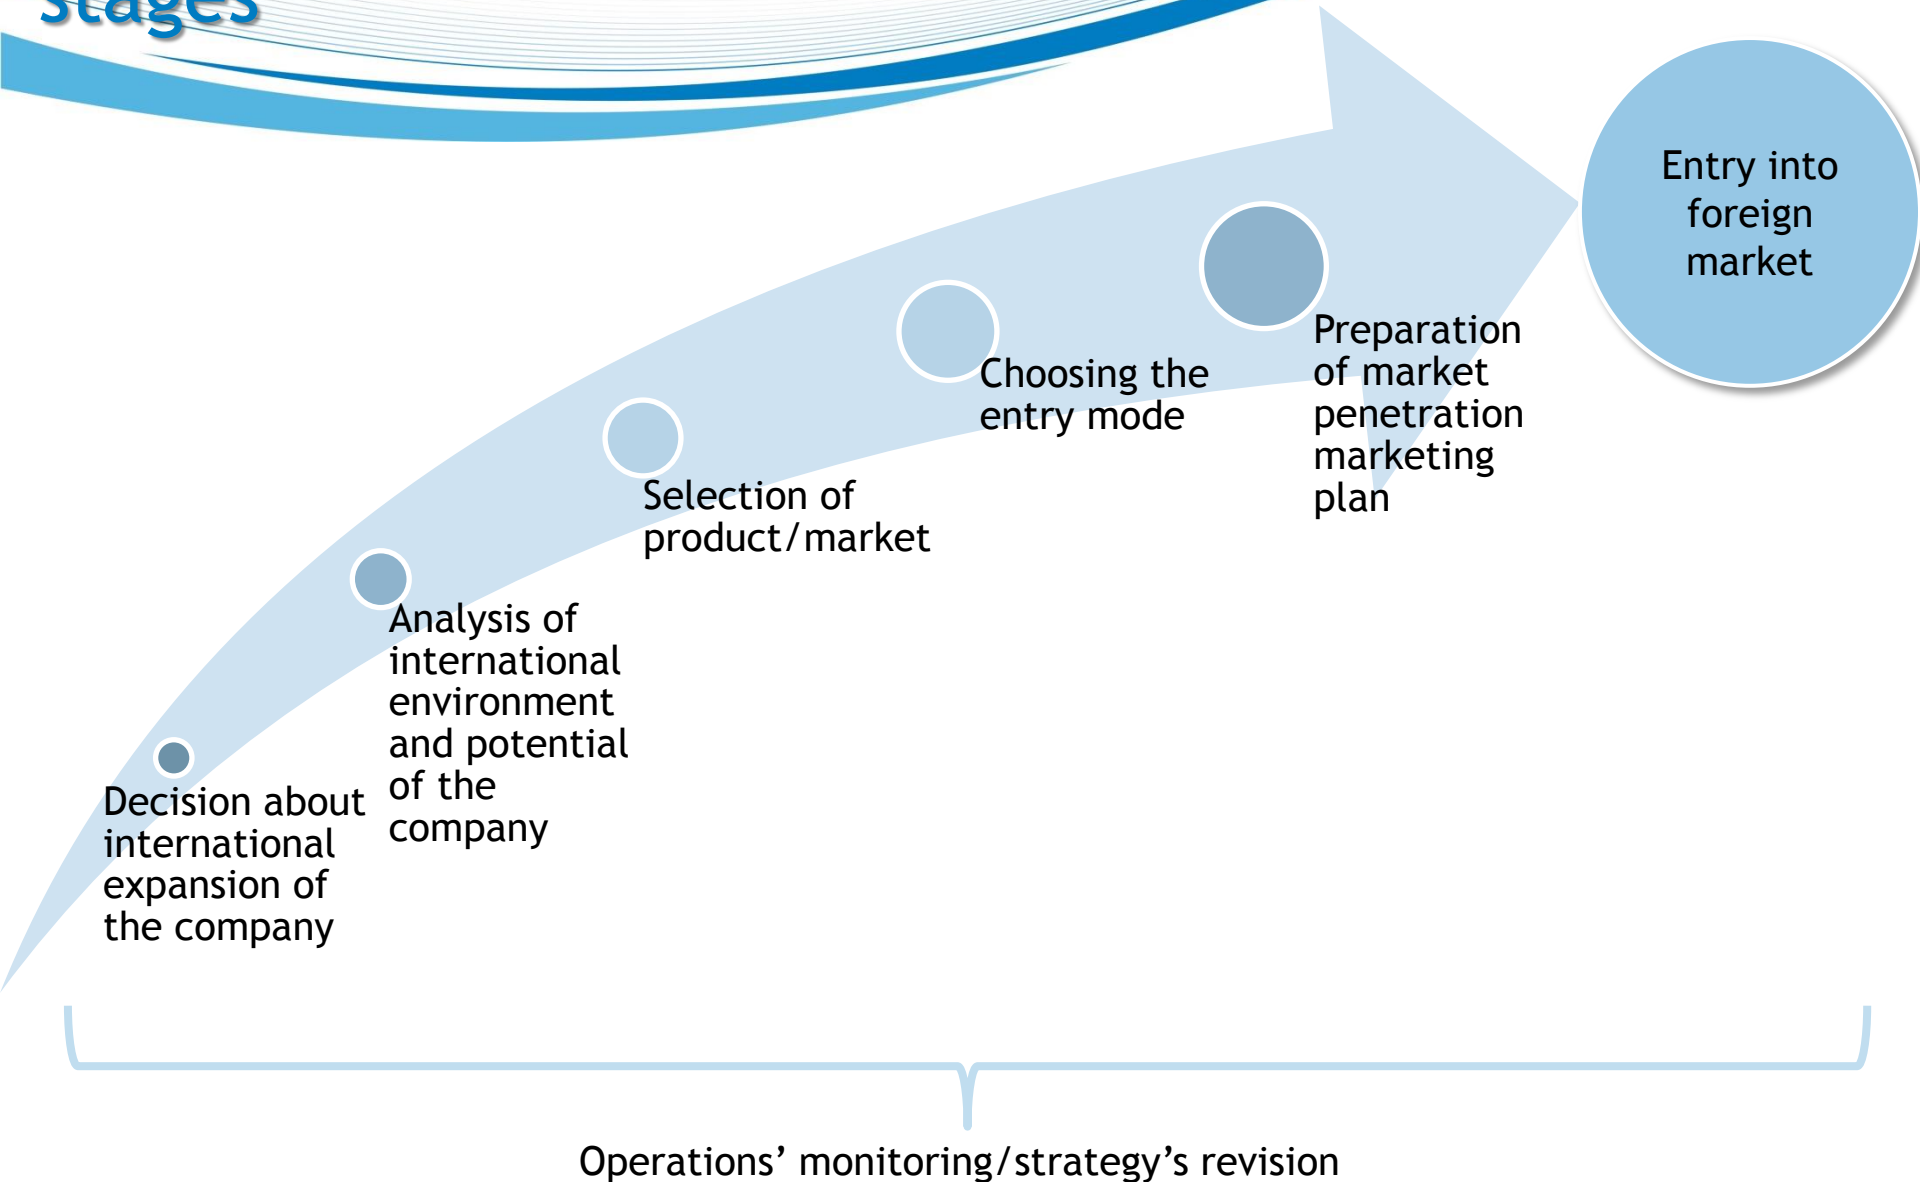 stages
Entry into
foreign
market
Preparation
of market
penetration
marketing
plan
Choosing the
entry mode
Selection of
product/market
Analysis of
international
environment
and potential
of the
company
Decision about
international
expansion of
the company
Operations’ monitoring/strategy’s revision